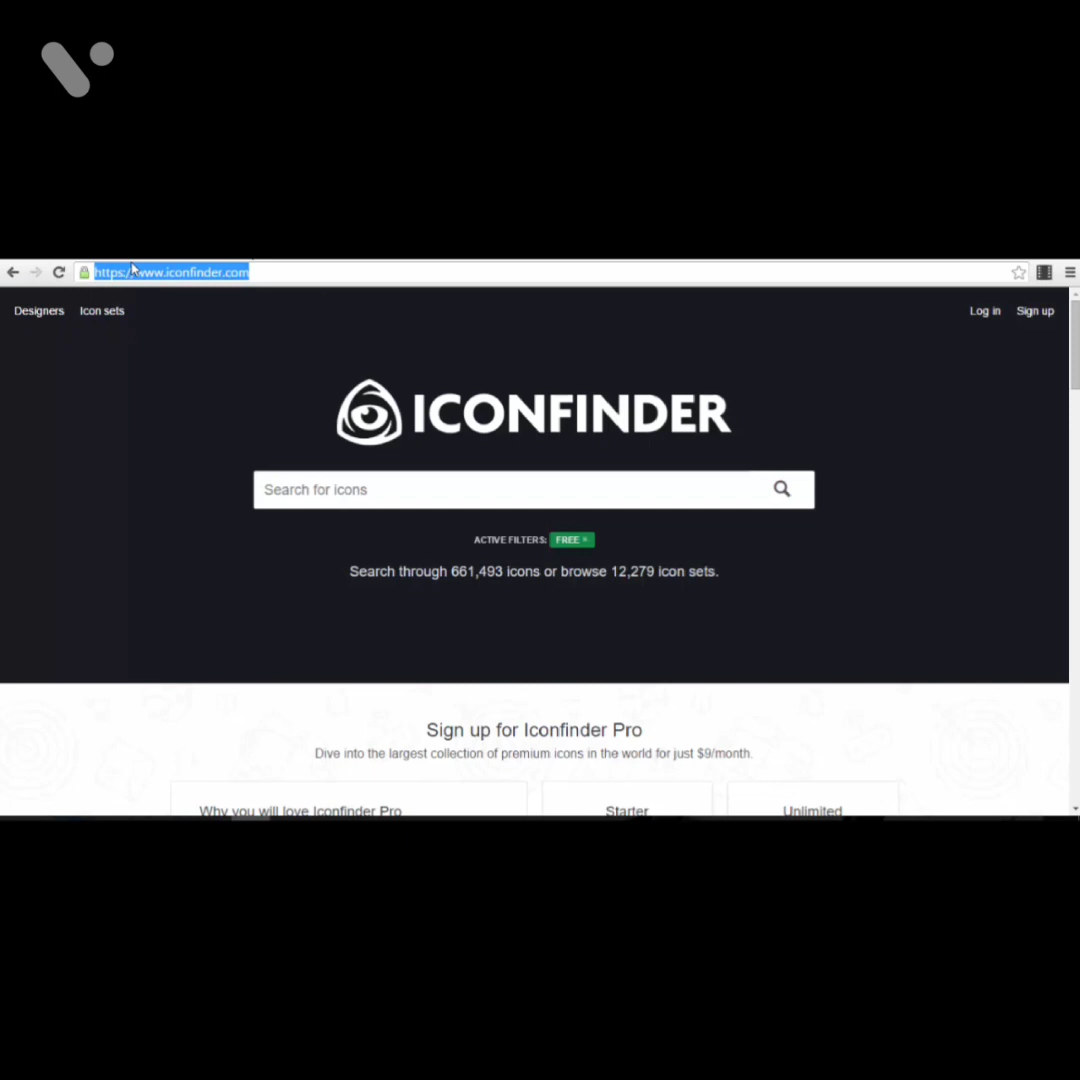 https://www.iconfinder.com
Designers Icon sets Log in Sign up
ICONFINDER
Search for icons
ACTIVE FILTERS: FREE ×
Search through 661,493 icons or browse 12,279 icon sets.
Sign up for Iconfinder Pro
Dive into the largest collection of premium icons in the world for just $9/month.
Why you will love Iconfinder Pro Starter Unlimited